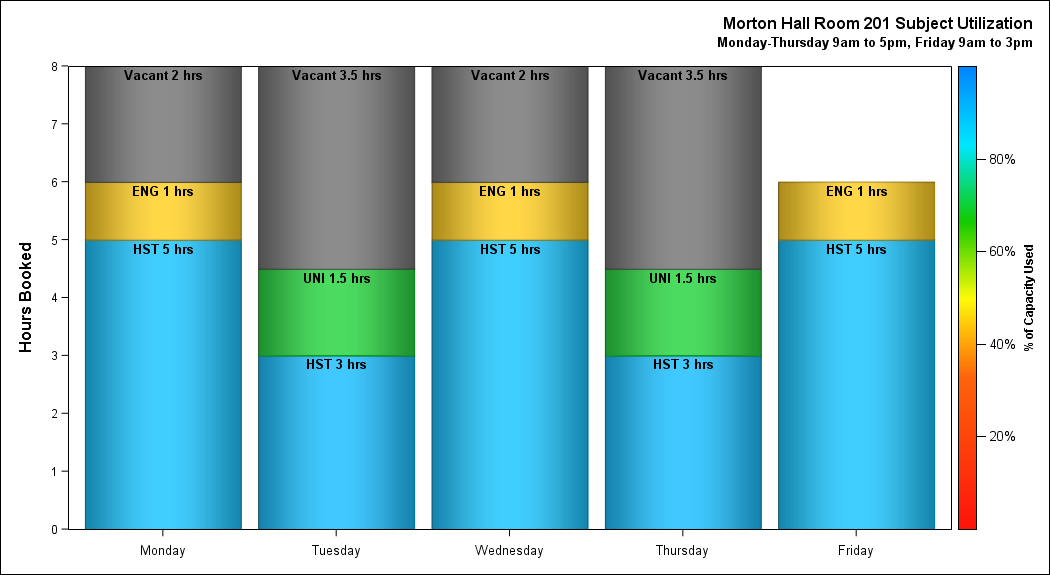 Morton Hall Room 201 Subject Utilization
Monday-Thursday 9am to 5pm, Friday 9am to 3pm
Hours Booked
8
7
6
5
4
3
2
1
0
Vacant 2 hrs
ENG 1 hrs
HST 5 hrs
Vacant 3.5 hrs
UNI 1.5 hrs
HST 3 hrs
Vacant 2 hrs
ENG 1 hrs
HST 5 hrs
Vacant 3.5 hrs
UNI 1.5 hrs
HST 3 hrs
ENG 1 hrs
HST 5 hrs
Monday
Tuesday
Wednesday
Thursday
Friday
80%
60%
40%
20%
% of Capacity Used